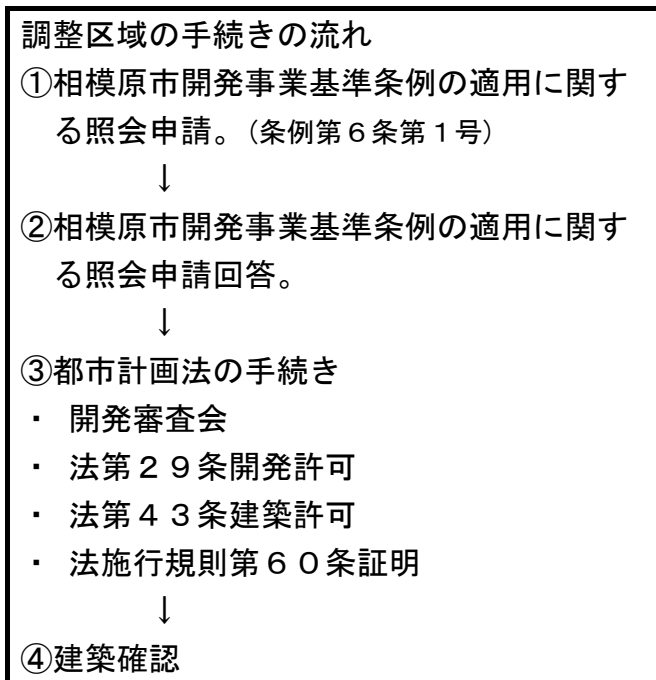 調整区域の手続きの流れ
①相模原市開発事業基準条例の適用に関す
る照会申請。（条例第６条第１号）
↓
②相模原市開発事業基準条例の適用に関す
る照会申請回答。
↓
③都市計画法の手続き
・ 開発審査会
・ 法第２９条開発許可
・ 法第４３条建築許可
・ 法施行規則第６０条証明
↓
④建築確認